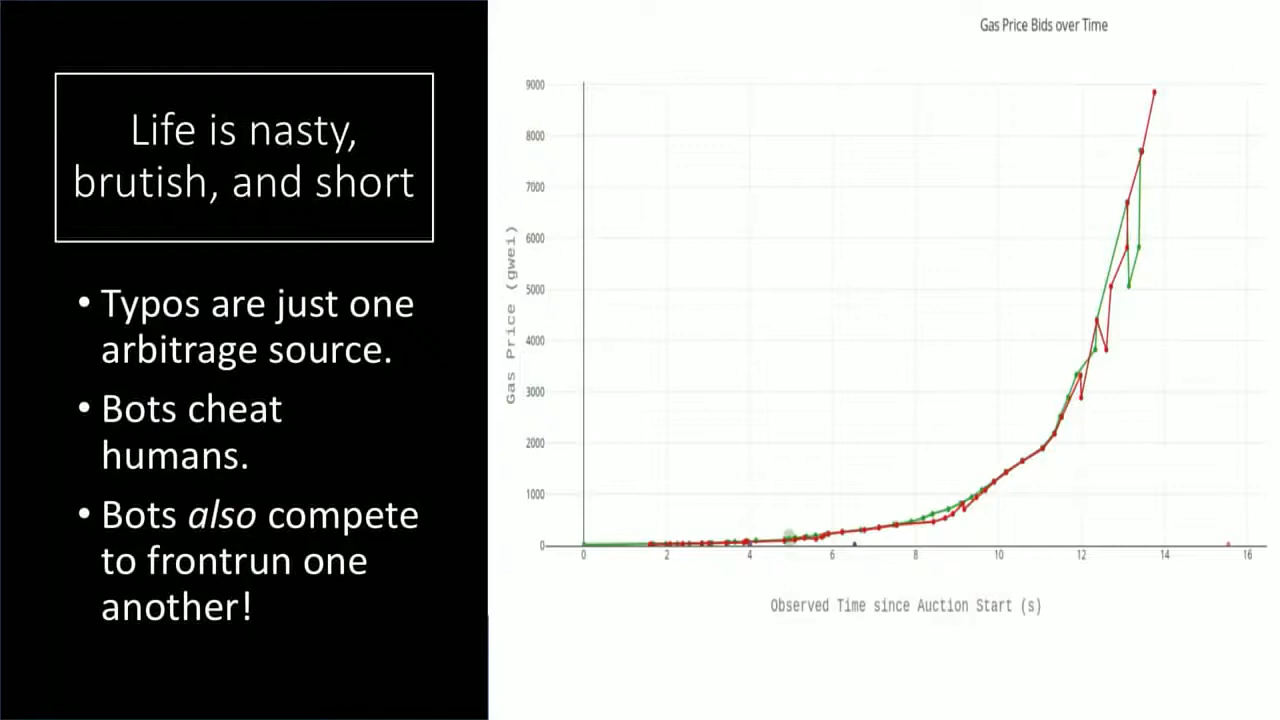 Life is nasty,
brutish, and short
• Typos are just one
arbitrage source.
• Bots cheat
humans.
• Bots also compete
to frontrun one
another!
Gas Price Bids over Time
Gas Price (gwei)
9000
8000
7000
6000
5000
4000
3000
2000
1000
0
0 2 4 6 8 10 12 14 16
Observed Time since Auction Start (s)